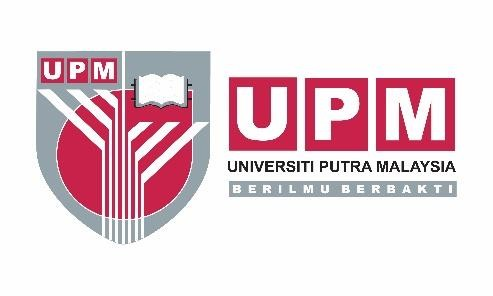 UPM
UPM
UNIVERSITI PUTRA MALAYSIA
BERILMU BERBAKTI